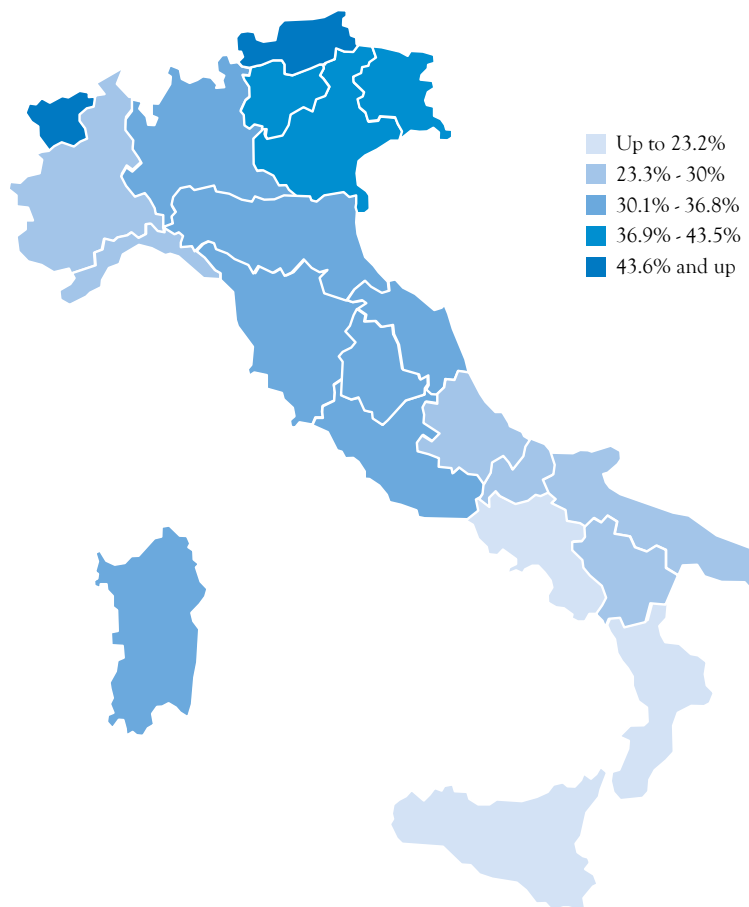 Up to 23.2%
23.3% - 30%
30.1% - 36.8%
36.9% - 43.5%
43.6% and up